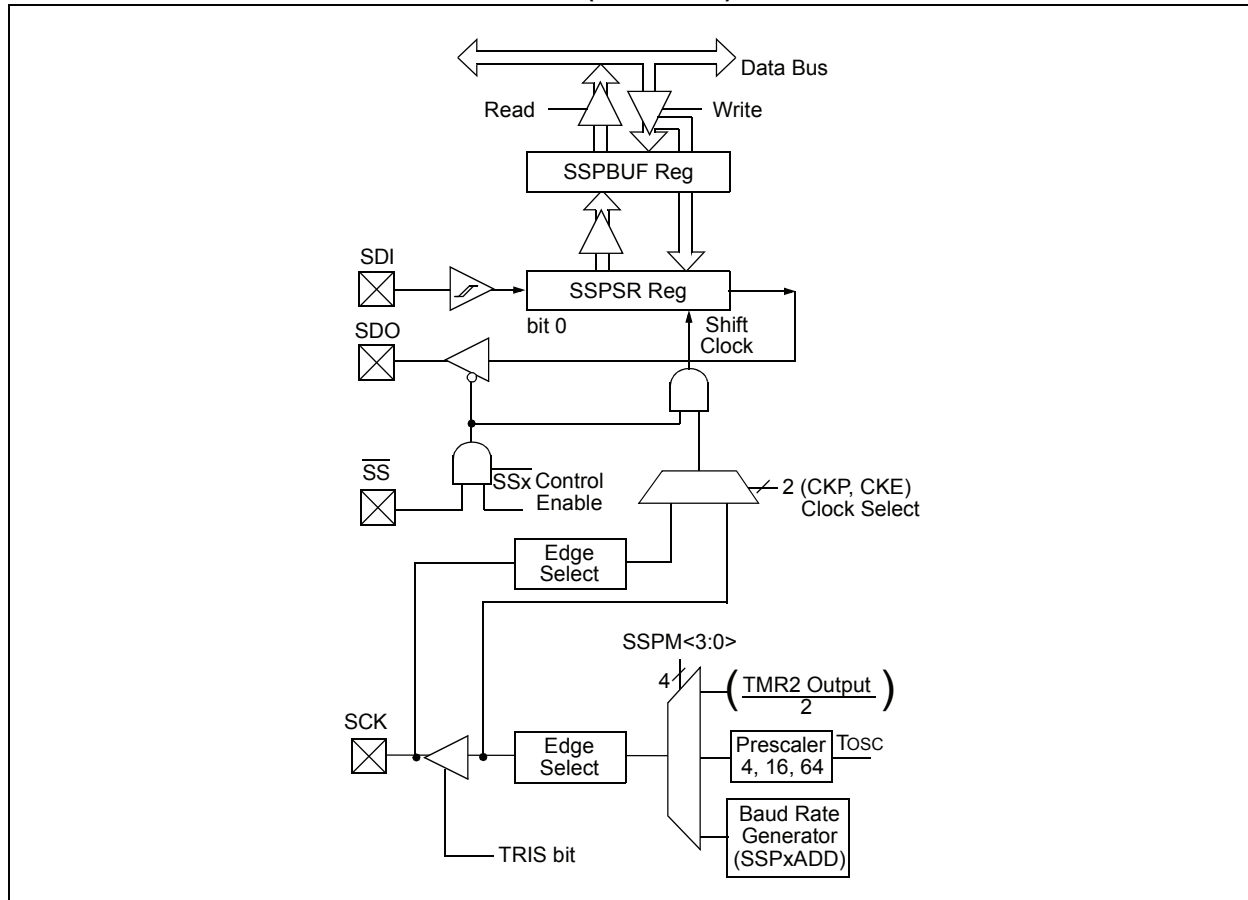 Data Bus
Read
Write
SSPBUF Reg
SDI
SSPSR Reg
bit 0
Shift
Clock
SDO
SS
SSx Control
Enable
2 (CKP, CKE)
Clock Select
Edge
Select
SSPM<3:0>
4
(TMR2 Output)
2
SCK
Edge
Select
Prescaler
4, 16, 64
TOSC
Baud Rate
Generator
(SSPxADD)
TRIS bit